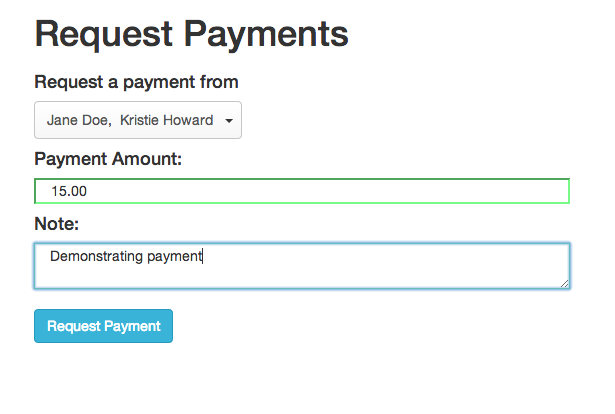 Request Payments
Request a payment from
Jane Doe, Kristie Howard
Payment Amount:
15.00
Note:
Demonstrating payment
Request Payment